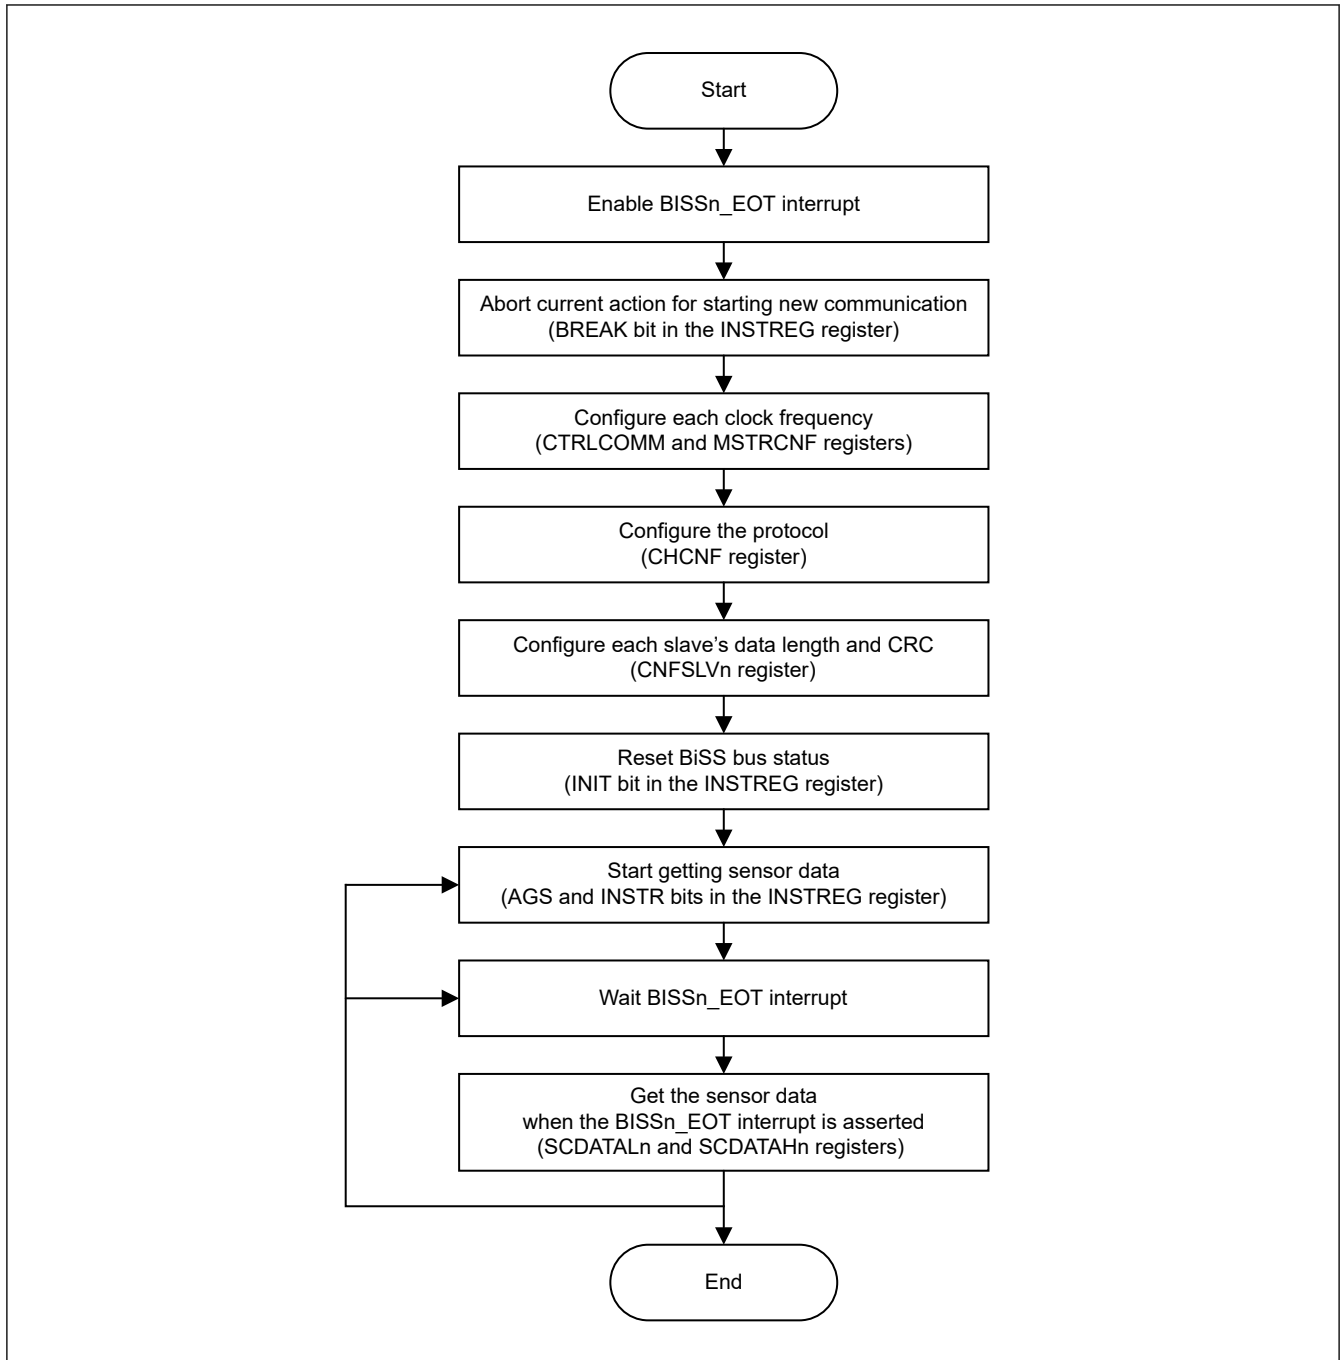 Start
Enable BISSn_EOT interrupt
Abort current action for starting new communication
(BREAK bit in the INSTREG register)
Configure each clock frequency
(CTRLCOMM and MSTRCNF registers)
Configure the protocol
(CHCNF register)
Configure each slave’s data length and CRC
(CNFSLVn register)
Reset BiSS bus status
(INIT bit in the INSTREG register)
Start getting sensor data
(AGS and INSTR bits in the INSTREG register)
Wait BISSn_EOT interrupt
Get the sensor data
when the BISSn_EOT interrupt is asserted
(SCDATALn and SCDATAHn registers)
End